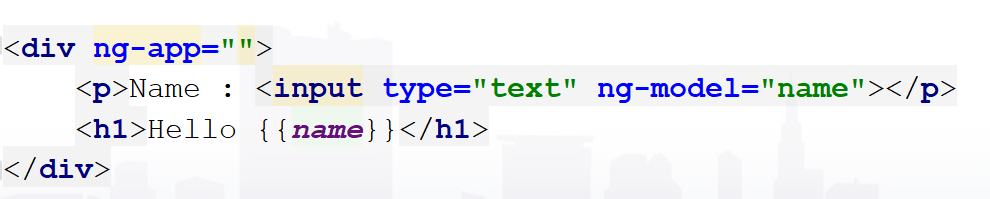 <div ng-app="">
    <p>Name : <input type="text" ng-model="name"></p>
    <h1>Hello {{name}}</h1>
</div>